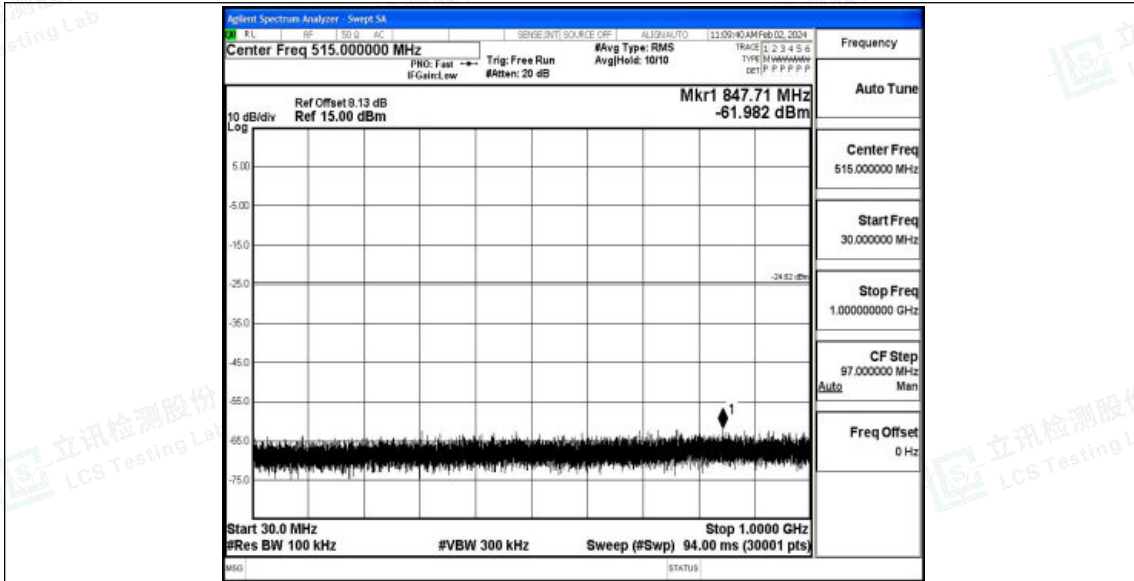 Agilent Spectrum Analyzer - Swept SA
RL RF 50 Ω AC SENSE:INT SOURCE OFF ALIGNAUTO 11:09:40 AM Feb 02, 2024
Center Freq 515.000000 MHz
PNO: Fast
IFGain:Low
Trig: Free Run
#Atten: 20 dB
#Avg Type: RMS
Avg|Hold: 10/10
TRACE 1 2 3 4 5 6
TYPE M W W W W W
DET P P P P P P
Ref Offset 8.13 dB
10 dB/div Ref 15.00 dBm
Log
Mkr1 847.71 MHz
-61.982 dBm
5.00
-5.00
-15.0
-25.0
-24.82 dBm
-35.0
-45.0
-55.0
1
-65.0
-75.0
Start 30.0 MHz Stop 1.0000 GHz
#Res BW 100 kHz #VBW 300 kHz Sweep (#Swp) 94.00 ms (30001 pts)
MSG STATUS
Frequency
Auto Tune
Center Freq
515.000000 MHz
Start Freq
30.000000 MHz
Stop Freq
1.000000000 GHz
CF Step
97.000000 MHz
Auto Man
Freq Offset
0 Hz
立讯检测股份
LCS Testing Lab
立讯检测股份
LCS Testing L
sting Lab